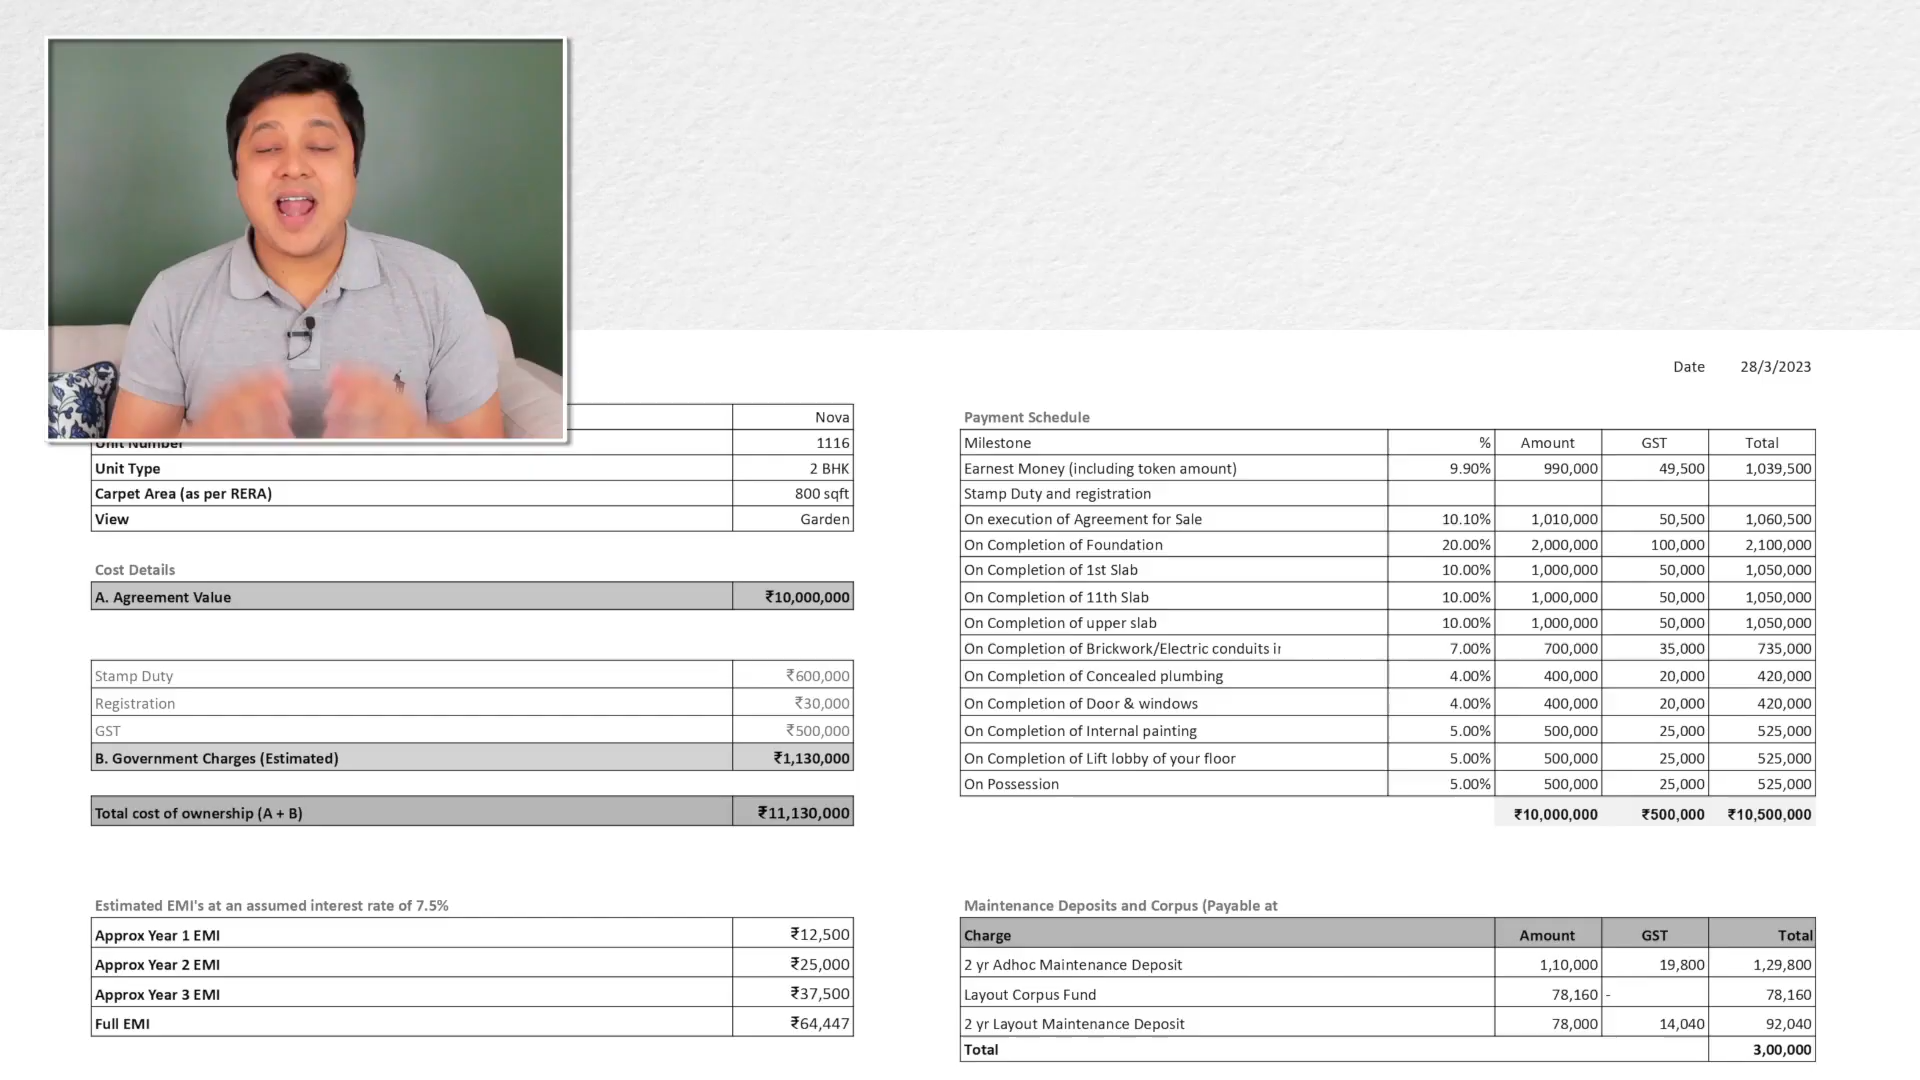 Date 28/3/2023
Nova
Unit Number 1116
Unit Type 2 BHK
Carpet Area (as per RERA) 800 sqft
View Garden
Cost Details
A. Agreement Value ₹10,000,000
Stamp Duty ₹600,000
Registration ₹30,000
GST ₹500,000
B. Government Charges (Estimated) ₹1,130,000
Total cost of ownership (A + B) ₹11,130,000
Estimated EMI's at an assumed interest rate of 7.5%
Approx Year 1 EMI ₹12,500
Approx Year 2 EMI ₹25,000
Approx Year 3 EMI ₹37,500
Full EMI ₹64,447
Payment Schedule
Milestone % Amount GST Total
Earnest Money (including token amount) 9.90% 990,000 49,500 1,039,500
Stamp Duty and registration
On execution of Agreement for Sale 10.10% 1,010,000 50,500 1,060,500
On Completion of Foundation 20.00% 2,000,000 100,000 2,100,000
On Completion of 1st Slab 10.00% 1,000,000 50,000 1,050,000
On Completion of 11th Slab 10.00% 1,000,000 50,000 1,050,000
On Completion of upper slab 10.00% 1,000,000 50,000 1,050,000
On Completion of Brickwork/Electric conduits 7.00% 700,000 35,000 735,000
On Completion of Concealed plumbing 4.00% 400,000 20,000 420,000
On Completion of Door & windows 4.00% 400,000 20,000 420,000
On Completion of Internal painting 5.00% 500,000 25,000 525,000
On Completion of Lift lobby of your floor 5.00% 500,000 25,000 525,000
On Possession 5.00% 500,000 25,000 525,000
₹10,000,000 ₹500,000 ₹10,500,000
Maintenance Deposits and Corpus (Payable at
Charge Amount GST Total
2 yr Adhoc Maintenance Deposit 1,10,000 19,800 1,29,800
Layout Corpus Fund 78,160 - 78,160
2 yr Layout Maintenance Deposit 78,000 14,040 92,040
Total 3,00,000